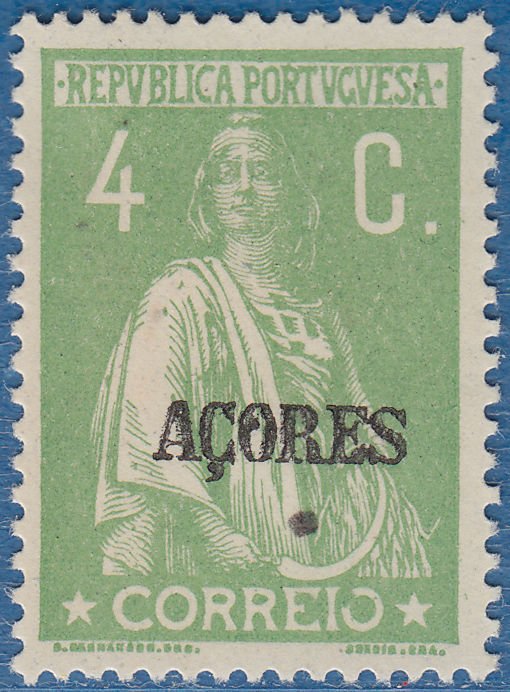 ·REPVBLICA PORTVGVESA·
4 C.
AÇORES
CORREIO